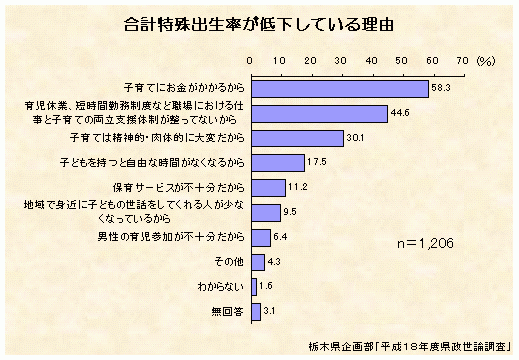 合計特殊出生率が低下している理由
0 10 20 30 40 50 60 70 (%)
子育てにお金がかかるから 58.3
育児休業、短時間勤務制度など職場における仕
事と子育ての両立支援体制が整ってないから 44.6
子育ては精神的・肉体的に大変だから 30.1
子どもを持つと自由な時間がなくなるから 17.5
保育サービスが不十分だから 11.2
地域で身近に子どもの世話をしてくれる人が少な
くなっているから 9.5
男性の育児参加が不十分だから 6.4
n=1,206
その他 4.3
わからない 1.6
無回答 3.1
栃木県企画部「平成18年度県政世論調査」